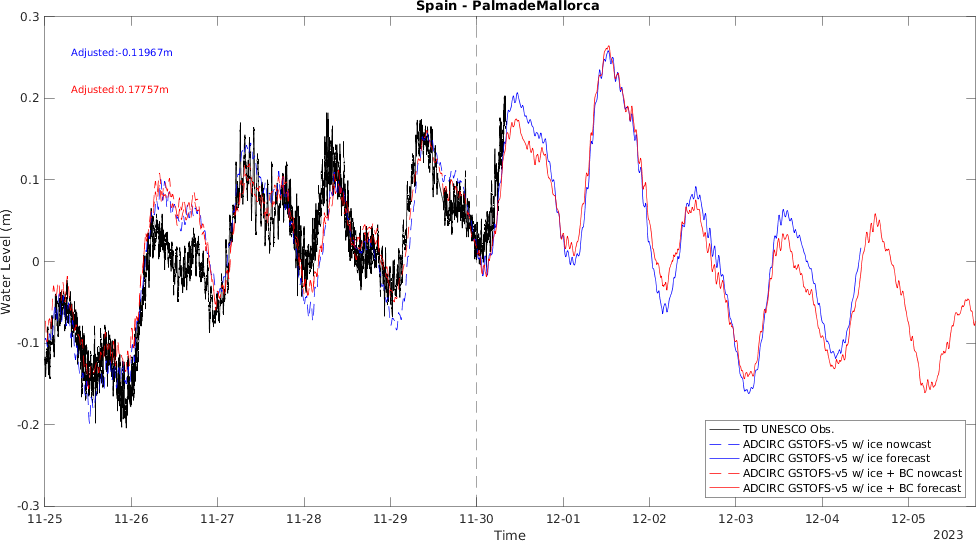 Spain - PalmadeMallorca
0.3
Adjusted:-0.11967m
Adjusted:0.17757m
0.2
0.1
0
-0.1
-0.2
-0.3
Water Level (m)
TD UNESCO Obs.
ADCIRC GSTOFS-v5 w/ ice nowcast
ADCIRC GSTOFS-v5 w/ ice forecast
ADCIRC GSTOFS-v5 w/ ice + BC nowcast
ADCIRC GSTOFS-v5 w/ ice + BC forecast
11-25 11-26 11-27 11-28 11-29 11-30 12-01 12-02 12-03 12-04 12-05
Time
2023